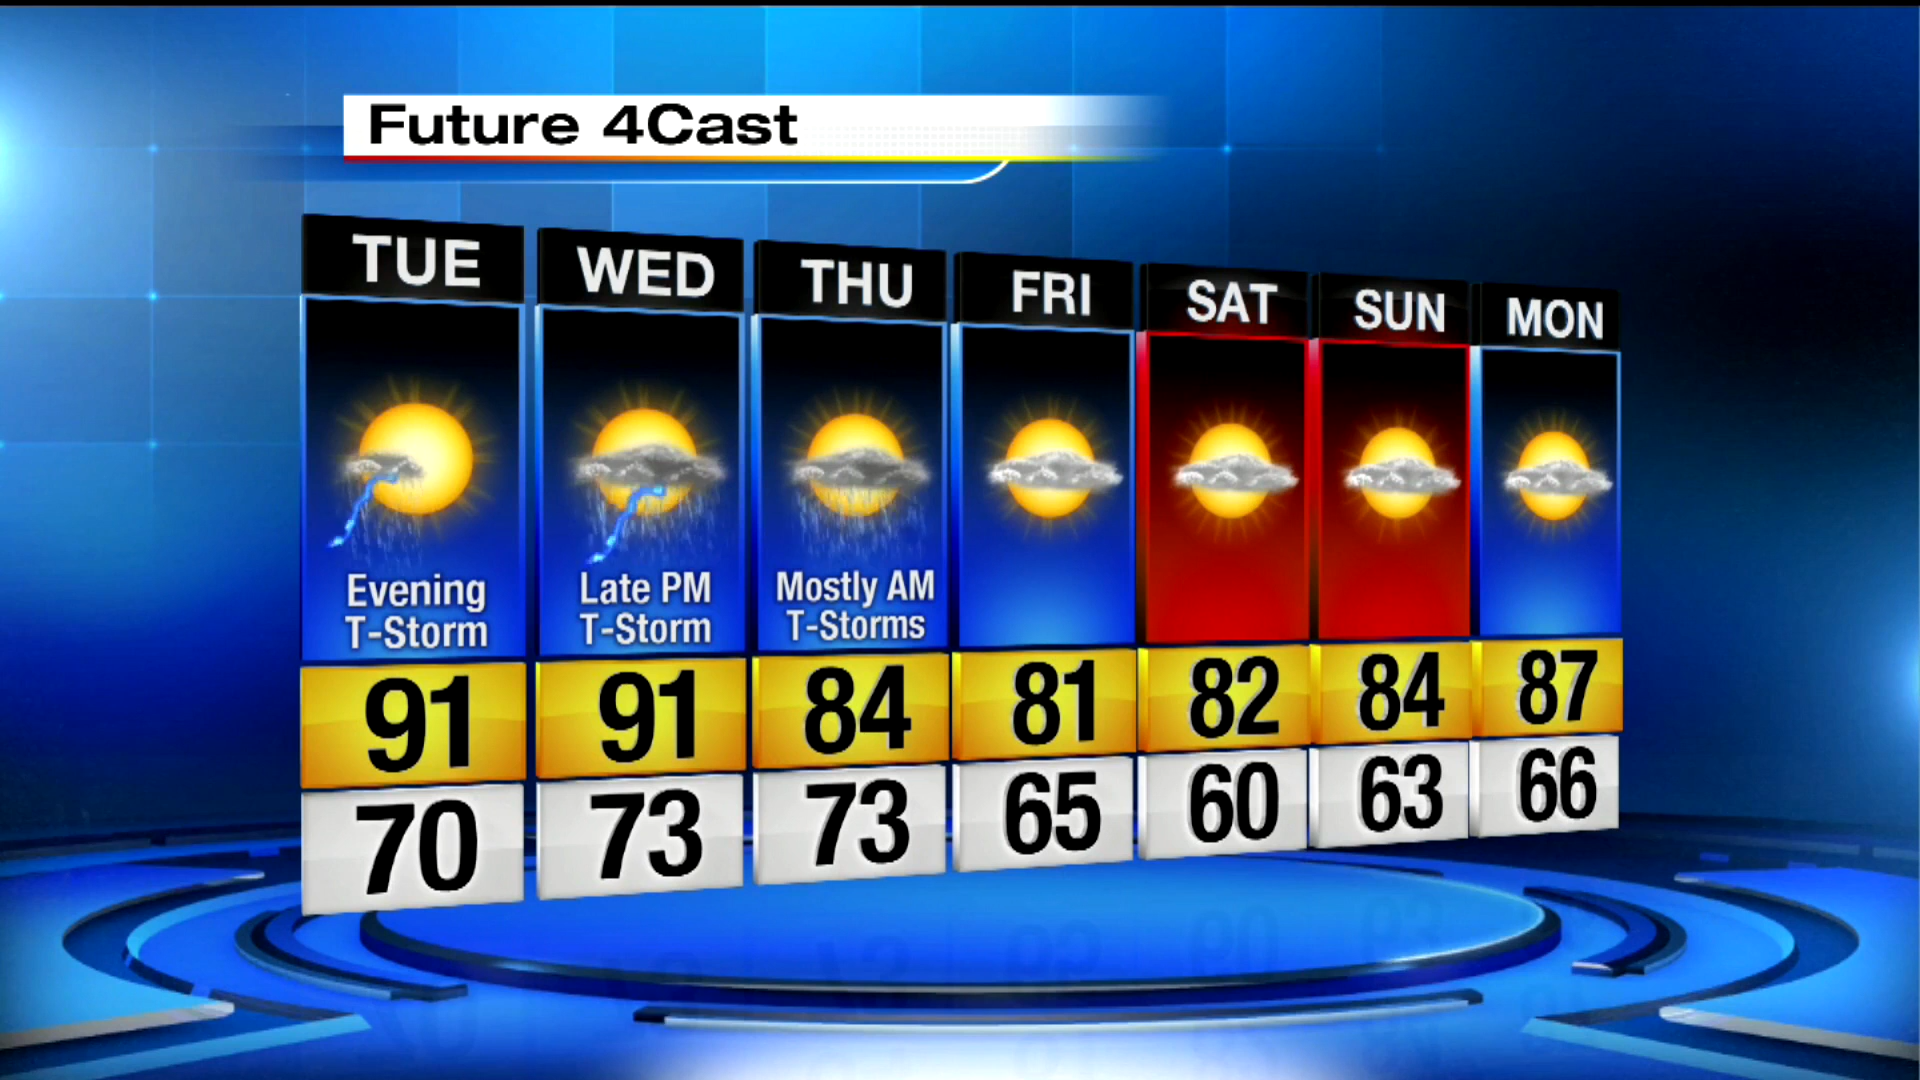 Future 4Cast
TUE WED THU FRI SAT SUN MON
Evening Late PM Mostly AM
T-Storm T-Storm T-Storms
91 91 84 81 82 84 87
70 73 73 65 60 63 66